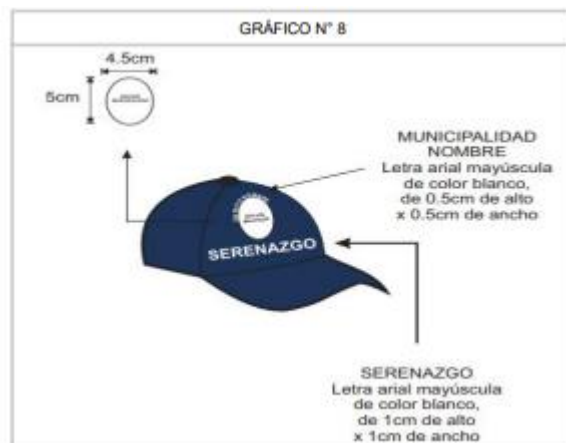 GRÁFICO N° 8
4.5cm
5cm
MUNICIPALIDAD
NOMBRE
Letra arial mayúscula
de color blanco,
de 0.5cm de alto
x 0.5cm de ancho
SERENAZGO
SERENAZGO
Letra arial mayúscula
de color blanco,
de 1cm de alto
x 1cm de ancho